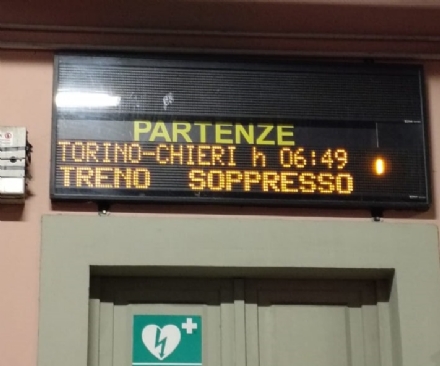 PARTENZE
TORINO-CHIERI h 06:49
TRENO SOPPRESSO